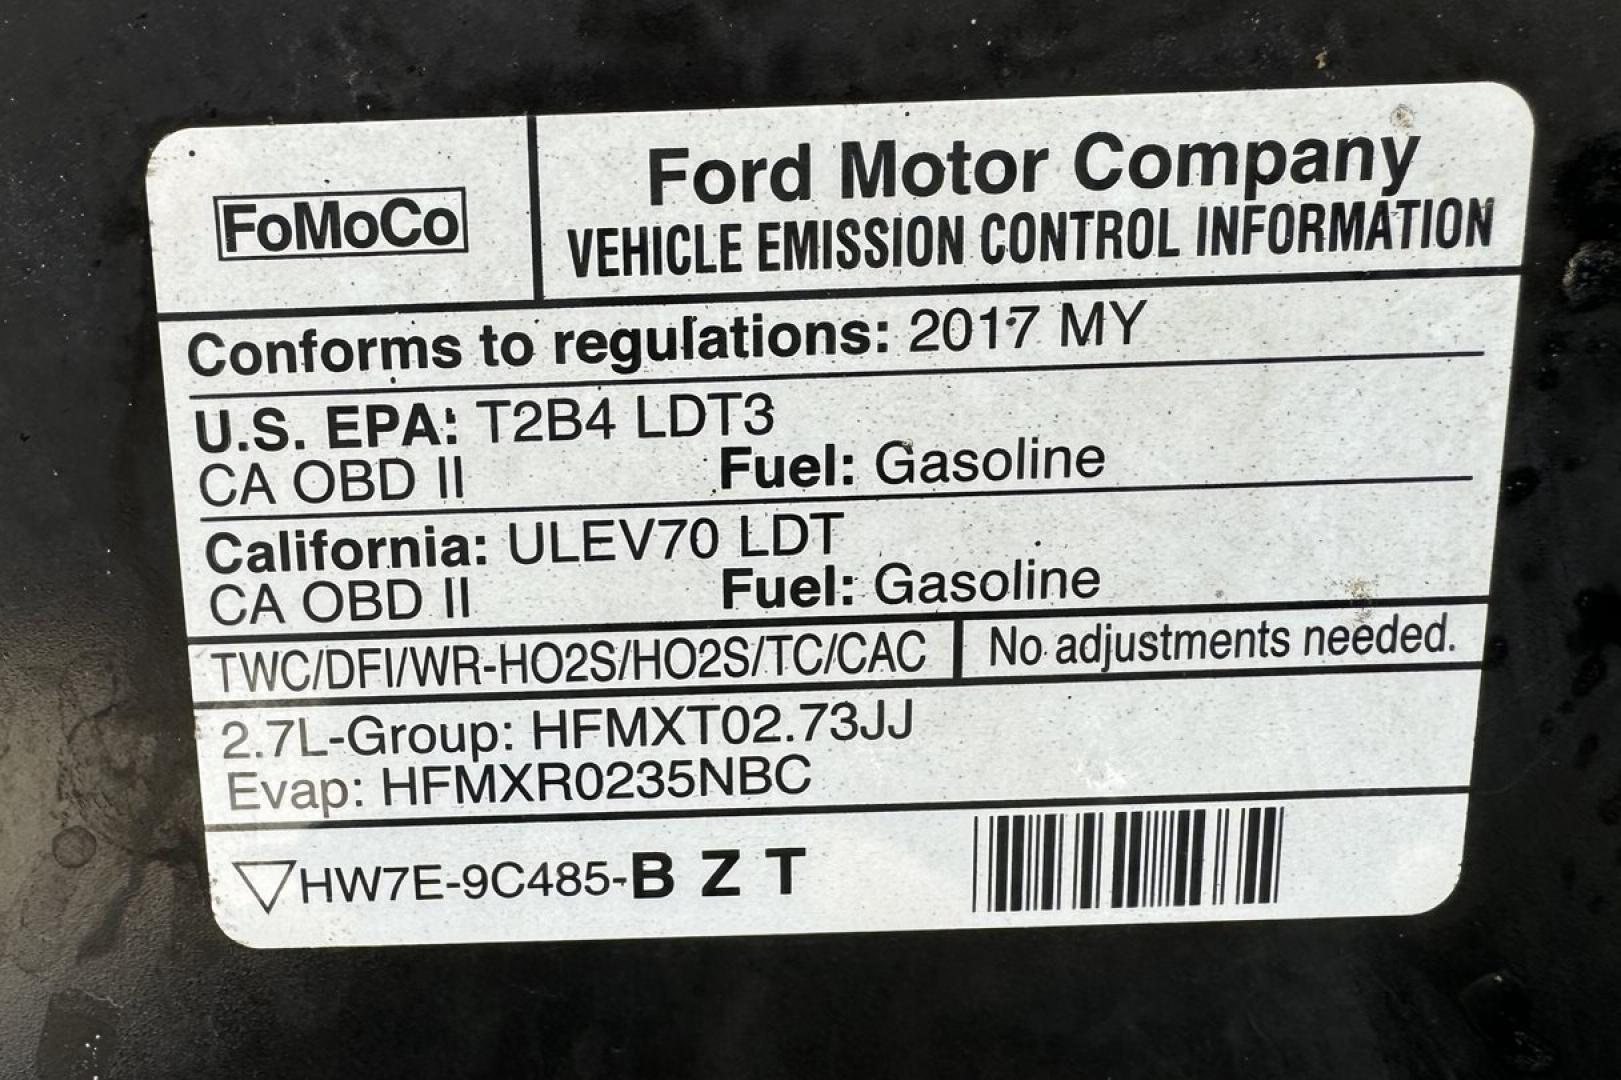 FoMoCo
Ford Motor Company
VEHICLE EMISSION CONTROL INFORMATION
Conforms to regulations: 2017 MY
U.S. EPA: T2B4 LDT3
CA OBD II Fuel: Gasoline
California: ULEV70 LDT
CA OBD II Fuel: Gasoline
TWC/DFI/WR-HO2S/HO2S/TC/CAC No adjustments needed.
2.7L-Group: HFMXT02.73JJ
Evap: HFMXR0235NBC
HW7E-9C485-B Z T